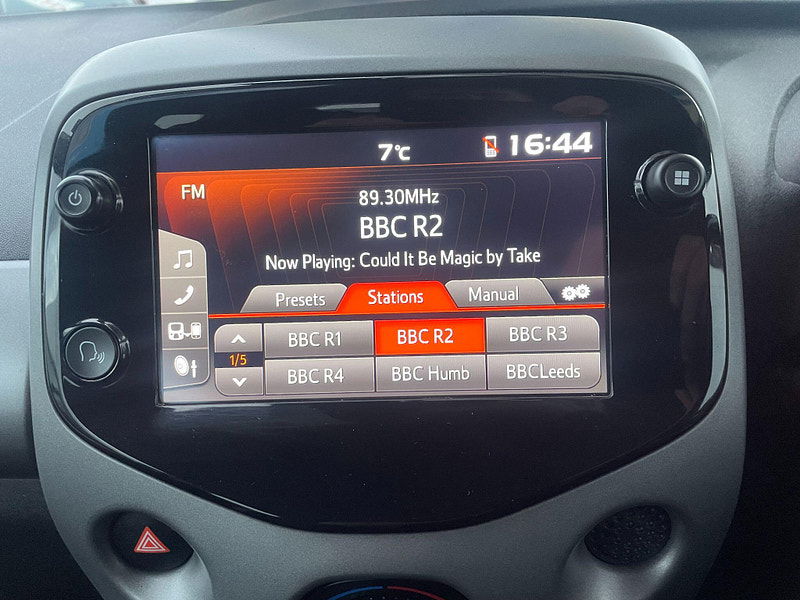 7°C 16:44
FM
89.30MHz
BBC R2
Now Playing: Could It Be Magic by Take
Presets Stations Manual
BBC R1 BBC R2 BBC R3
1/5
BBC R4 BBC Humb BBCLeeds